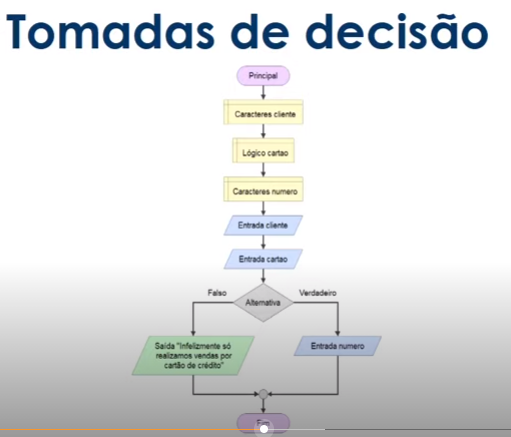 Tomadas de decisão
Principal
Caracteres cliente
Lógico cartao
Caracteres numero
Entrada cliente
Entrada cartao
Falso
Alternativa
Verdadeiro
Saída "Infelizmente só
realizamos vendas por
cartão de crédito"
Entrada numero